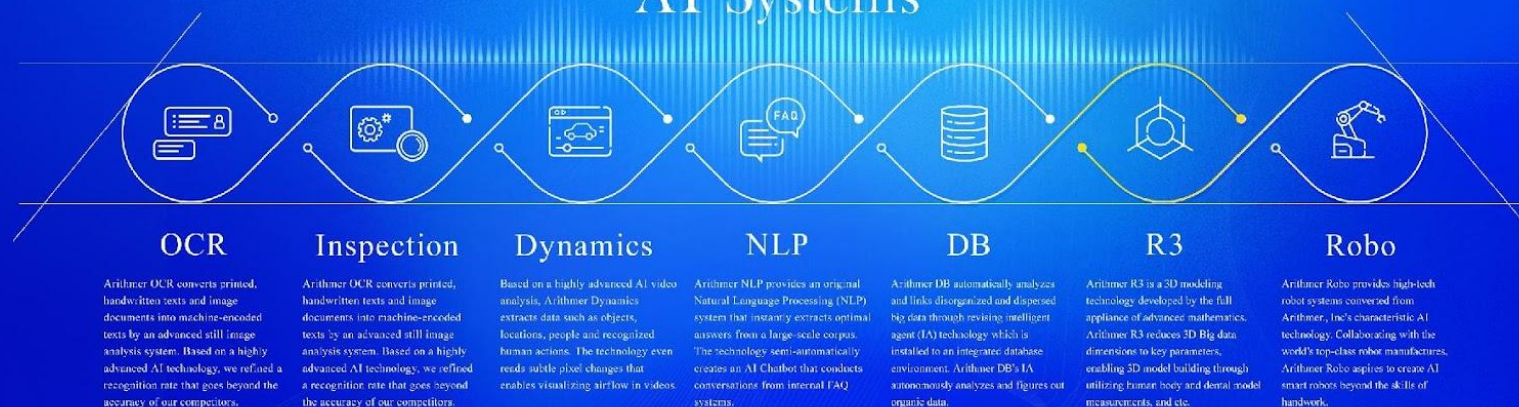 AI Systems
FAQ
OCR
Arithmer OCR converts printed,
handwritten texts and image
documents into machine-encoded
texts by an advanced still image
analysis system. Based on a highly
advanced AI technology, we refined a
recognition rate that goes beyond the
accuracy of our competitors.
Inspection
Arithmer OCR converts printed,
handwritten texts and image
documents into machine-encoded
texts by an advanced still image
analysis system. Based on a highly
advanced AI technology, we refined
a recognition rate that goes beyond
the accuracy of our competitors.
Dynamics
Based on a highly advanced AI video
analysis, Arithmer Dynamics
extracts data such as objects,
locations, people and recognized
human actions. The technology even
reads subtle pixel changes that
enables visualizing airflow in videos.
NLP
Arithmer NLP provides an original
Natural Language Processing (NLP)
system that instantly extracts optimal
answers from a large-scale corpus.
The technology semi-automatically
creates an AI Chatbot that conducts
conversations from internal FAQ
systems.
DB
Arithmer DB automatically analyzes
and links disorganized and dispersed
big data through revising intelligent
agent (IA) technology which is
installed to an integrated database
environment. Arithmer DB's IA
autonomously analyzes and figures out
organic data.
R3
Arithmer R3 is a 3D modeling
technology developed by the full
appliance of advanced mathematics.
Arithmer R3 reduces 3D Big data
dimensions to key parameters,
enabling 3D model building through
utilizing human body and dental model
measurements, and etc.
Robo
Arithmer Robo provides high-tech
robot systems converted from
Arithmer., Inc's characteristic AI
technology. Collaborating with the
world's top-class robot manufactures,
Arithmer Robo aspires to create AI
smart robots beyond the skills of
handwork.